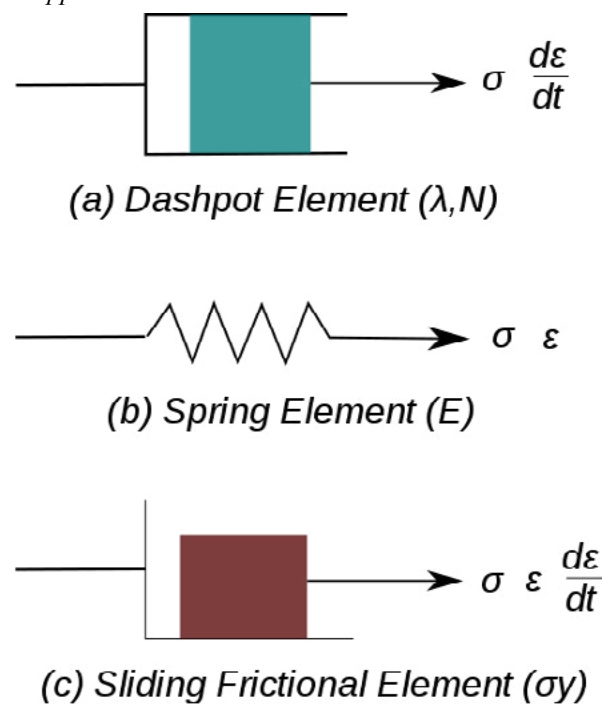 σ dε/dt
(a) Dashpot Element (λ,N)
σ ε
(b) Spring Element (E)
σ ε dε/dt
(c) Sliding Frictional Element (σy)